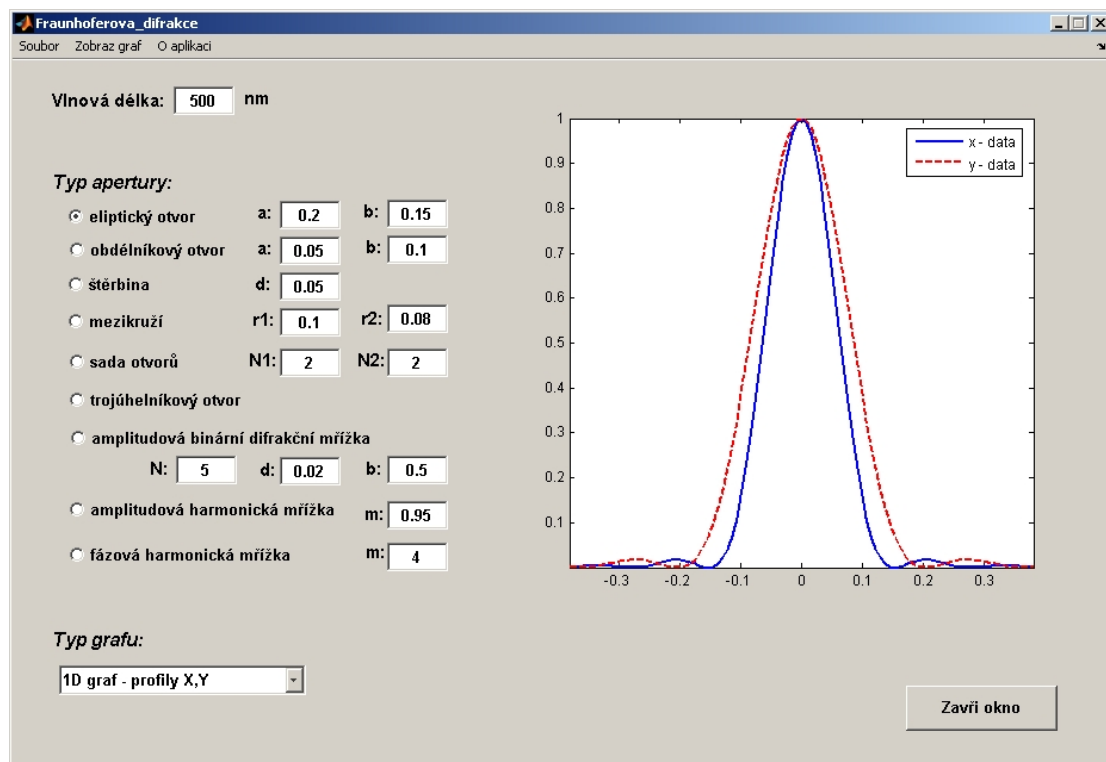 Fraunhoferova_difrakce
Soubor Zobraz graf O aplikaci
Vlnová délka: 500 nm
Typ apertury:
eliptický otvor a: 0.2 b: 0.15
obdélníkový otvor a: 0.05 b: 0.1
štěrbina d: 0.05
mezikruží r1: 0.1 r2: 0.08
sada otvorů N1: 2 N2: 2
trojúhelníkový otvor
amplitudová binární difrakční mřížka
N: 5 d: 0.02 b: 0.5
amplitudová harmonická mřížka m: 0.95
fázová harmonická mřížka m: 4
Typ grafu:
1D graf - profily X,Y
1
0.9
0.8
0.7
0.6
0.5
0.4
0.3
0.2
0.1
-0.3 -0.2 -0.1 0 0.1 0.2 0.3
x - data
y - data
Zavři okno